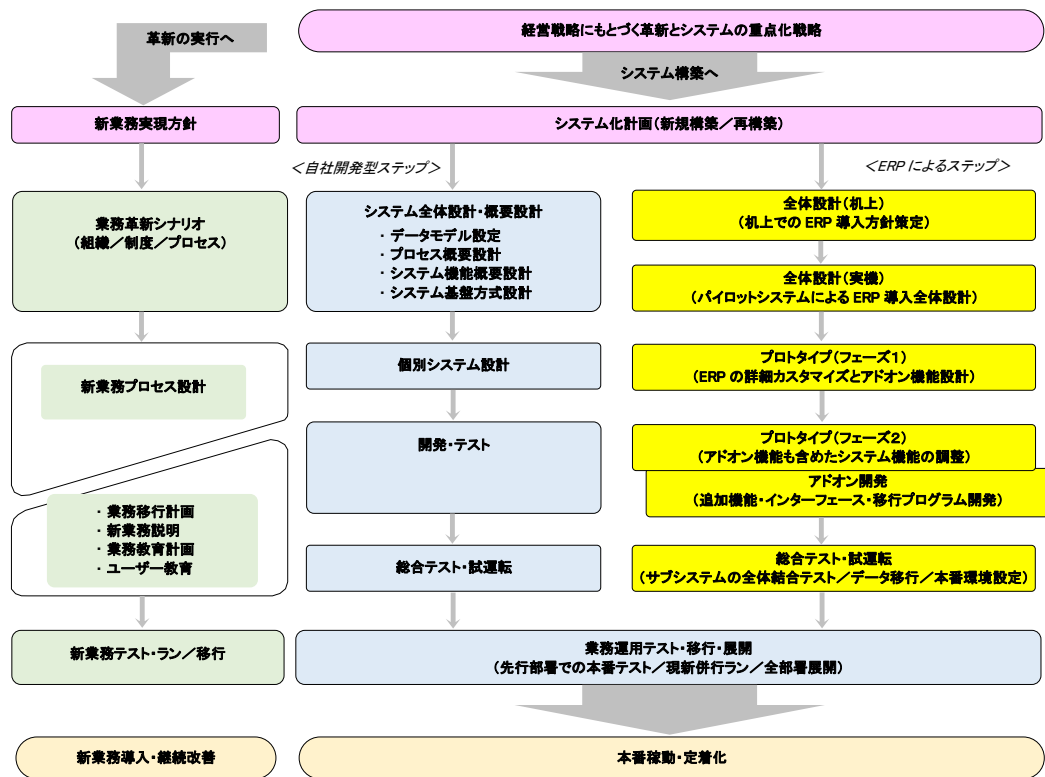 経営戦略にもとづく革新とシステムの重点化戦略
革新の実行へ
システム構築へ
新業務実現方針
システム化計画(新規構築／再構築)
＜自社開発型ステップ＞
＜ERP によるステップ＞
業務革新シナリオ
(組織／制度／プロセス)
システム全体設計・概要設計
・ データモデル設定
・ プロセス概要設計
・ システム機能概要設計
・ システム基盤方式設計
全体設計(机上)
(机上での ERP 導入方針策定)
全体設計(実機)
(パイロットシステムによる ERP 導入全体設計)
新業務プロセス設計
個別システム設計
プロトタイプ(フェーズ１)
(ERP の詳細カスタマイズとアドオン機能設計)
開発・テスト
プロトタイプ(フェーズ２)
(アドオン機能も含めたシステム機能の調整)
アドオン開発
(追加機能・インターフェース・移行プログラム開発)
・ 業務移行計画
・ 新業務説明
・ 業務教育計画
・ ユーザー教育
総合テスト・試運転
総合テスト・試運転
(サブシステムの全体結合テスト／データ移行／本番環境設定)
新業務テスト・ラン／移行
業務運用テスト・移行・展開
(先行部署での本番テスト／現新併行ラン／全部署展開)
新業務導入・継続改善
本番稼動・定着化